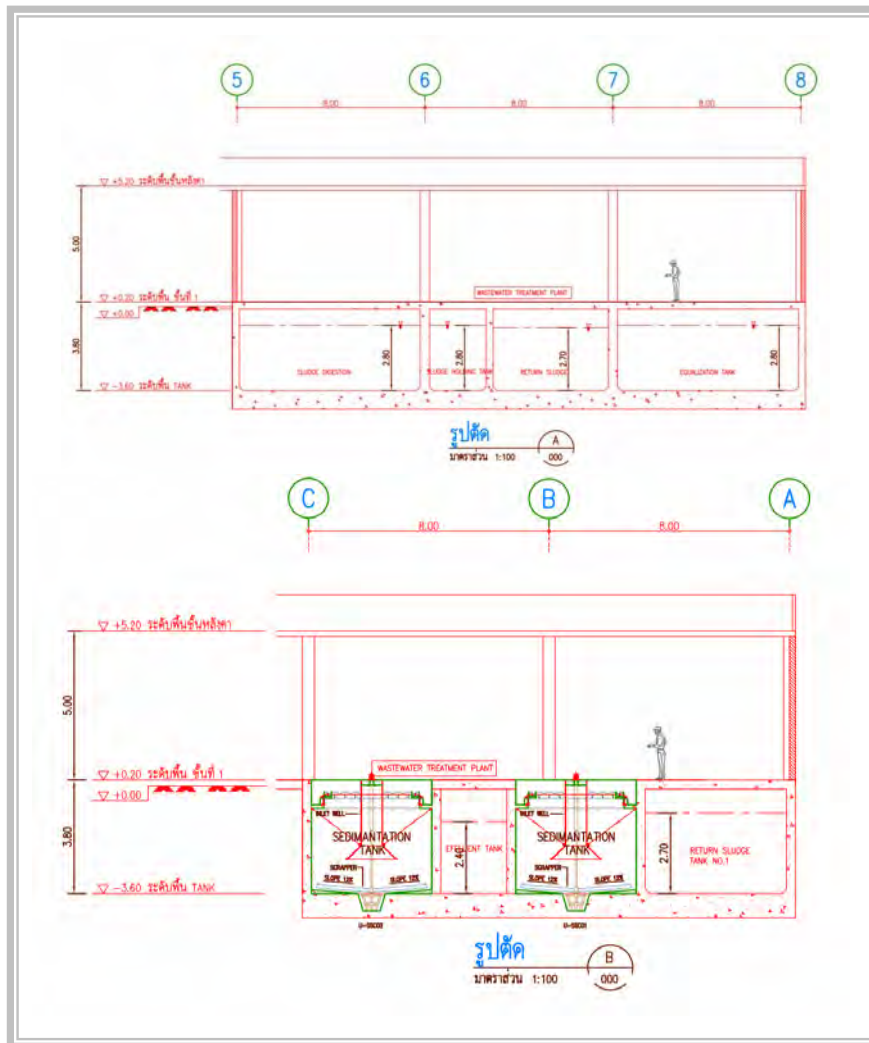 5 6 7 8
8.00 8.00 8.00
+5.20 ระดับพื้นชั้นหลังคา
5.00
WASTEWATER TREATMENT PLANT
+0.20 ระดับพื้น ชั้นที่ 1
+0.00
3.80
2.80 2.80 2.70 2.80
SLUDGE DIGESTION SLUDGE HOLDING TANK RETURN SLUDGE EQUALIZATION TANK
-3.60 ระดับพื้น TANK
รูปตัด A
มาตราส่วน 1:100 000
C B A
8.00 8.00
+5.20 ระดับพื้นชั้นหลังคา
5.00
WASTEWATER TREATMENT PLANT
+0.20 ระดับพื้น ชั้นที่ 1
+0.00
INLET WELL INLET WELL
3.80
SEDIMANTATION TANK EFFLUENT TANK SEDIMANTATION TANK
2.40 2.70
RETURN SLUDGE
TANK NO.1
SCRAPPER SCRAPPER
SLOPE SLOPE SLOPE SLOPE
-3.60 ระดับพื้น TANK
รูปตัด B
มาตราส่วน 1:100 000